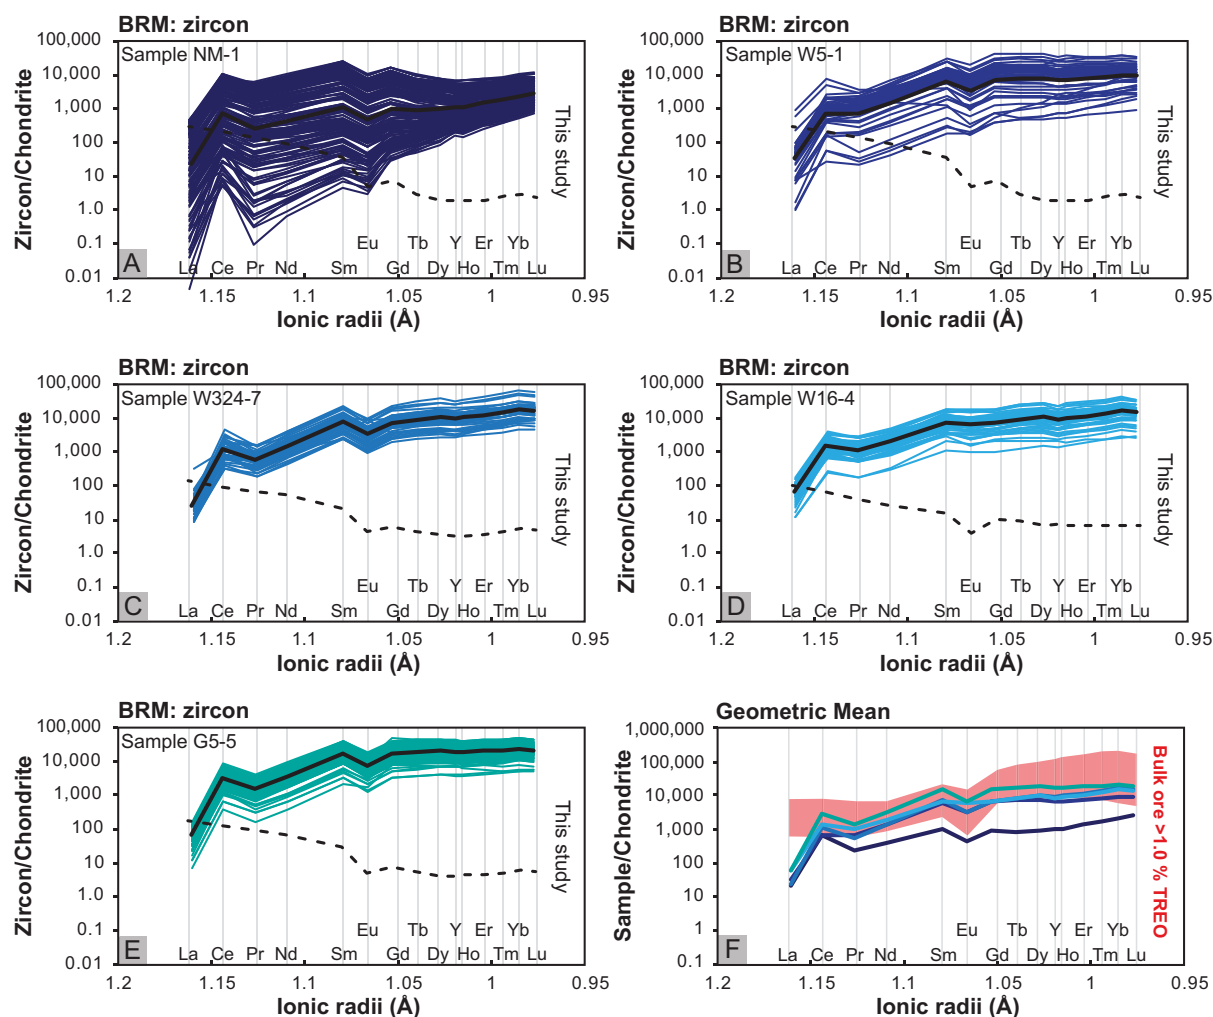 BRM: zircon
Sample NM-1
Zircon/Chondrite
100,000
10,000
1,000
100
10
1.0
0.1
0.01
This study
A
Eu Tb Y Er Yb
La Ce Pr Nd Sm Gd Dy Ho Tm Lu
1.2 1.15 1.1 1.05 1 0.95
Ionic radii (Å)
BRM: zircon
Sample W5-1
Zircon/Chondrite
100,000
10,000
1,000
100
10
1.0
0.1
0.01
This study
B
Eu Tb Y Er Yb
La Ce Pr Nd Sm Gd Dy Ho Tm Lu
1.2 1.15 1.1 1.05 1 0.95
Ionic radii (Å)
BRM: zircon
Sample W324-7
Zircon/Chondrite
100,000
10,000
1,000
100
10
1.0
0.1
0.01
This study
C
Eu Tb Y Er Yb
La Ce Pr Nd Sm Gd Dy Ho Tm Lu
1.2 1.15 1.1 1.05 1 0.95
Ionic radii (Å)
BRM: zircon
Sample W16-4
Zircon/Chondrite
100,000
10,000
1,000
100
10
1.0
0.1
0.01
This study
D
Eu Tb Y Er Yb
La Ce Pr Nd Sm Gd Dy Ho Tm Lu
1.2 1.15 1.1 1.05 1 0.95
Ionic radii (Å)
BRM: zircon
Sample G5-5
Zircon/Chondrite
100,000
10,000
1,000
100
10
1.0
0.1
0.01
This study
E
Eu Tb Y Er Yb
La Ce Pr Nd Sm Gd Dy Ho Tm Lu
1.2 1.15 1.1 1.05 1 0.95
Ionic radii (Å)
Geometric Mean
Sample/Chondrite
1,000,000
100,000
10,000
1,000
100
10
1
0.1
Bulk ore >1.0 % TREO
F
Eu Tb Y Er Yb
La Ce Pr Nd Sm Gd Dy Ho Tm Lu
1.2 1.15 1.1 1.05 1 0.95
Ionic radii (Å)